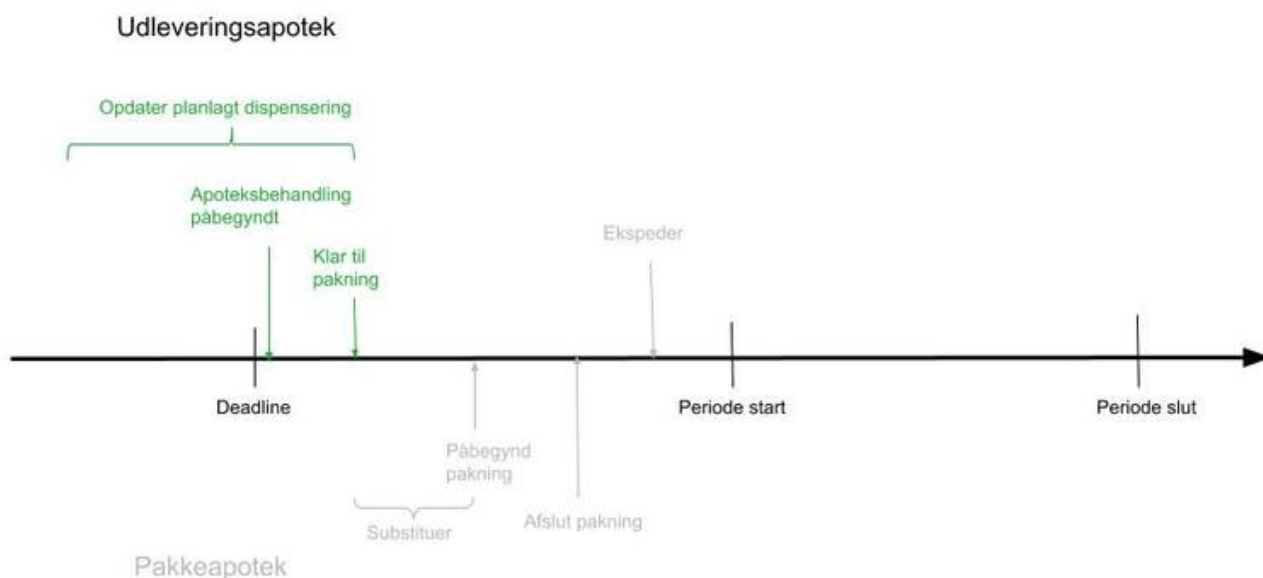 Udleveringsapotek
Opdater planlagt dispensering
Apoteksbehandling
påbegyndt
Klar til
pakning
Ekspeder
Deadline
Periode start
Periode slut
Påbegynd
pakning
Substituer
Afslut pakning
Pakkeapotek